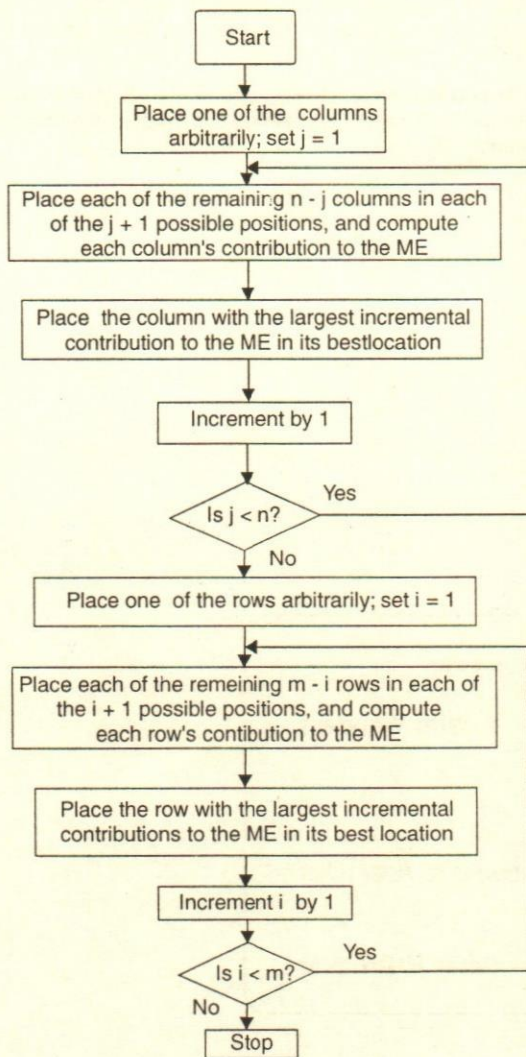 Start
Place one of the columns
arbitrarily; set j = 1
Place each of the remaining n - j columns in each
of the j + 1 possible positions, and compute
each column's contribution to the ME
Place the column with the largest incremental
contribution to the ME in its bestlocation
Increment by 1
Is j < n?
Yes
No
Place one of the rows arbitrarily; set i = 1
Place each of the remeining m - i rows in each of
the i + 1 possible positions, and compute
each row's contibution to the ME
Place the row with the largest incremental
contributions to the ME in its best location
Increment i by 1
Is i < m?
Yes
No
Stop